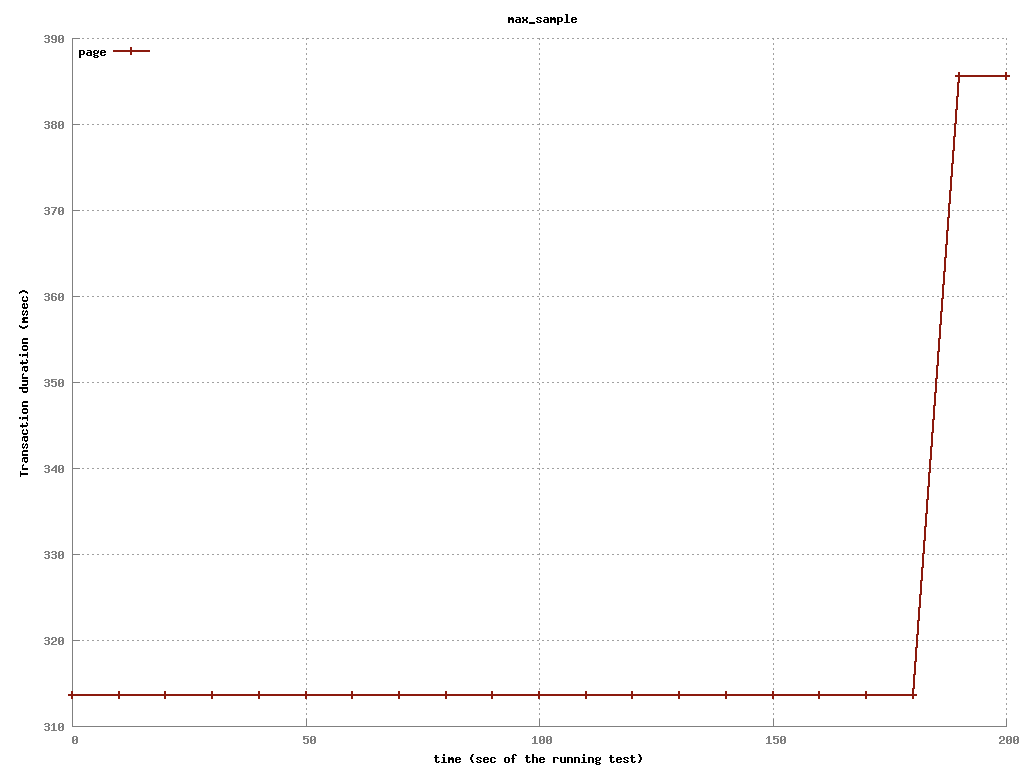 max_sample
page
390
380
370
360
350
340
330
320
310
Transaction duration (msec)
0 50 100 150 200
time (sec of the running test)